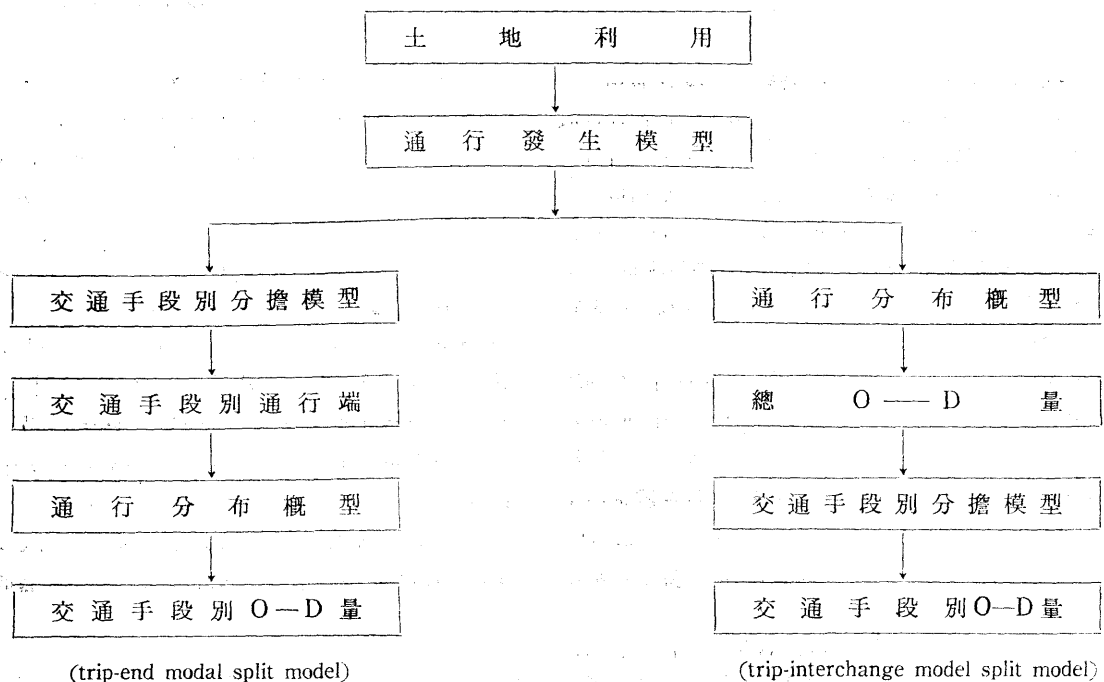 土地利用
通行發生模型
交通手段別分擔模型
交通手段別通行端
通行分布槪型
交通手段別 O—D 量
(trip-end modal split model)
通行分布槪型
總 O — D 量
交通手段別分擔模型
交通手段別 O—D 量
(trip-interchange model split model)